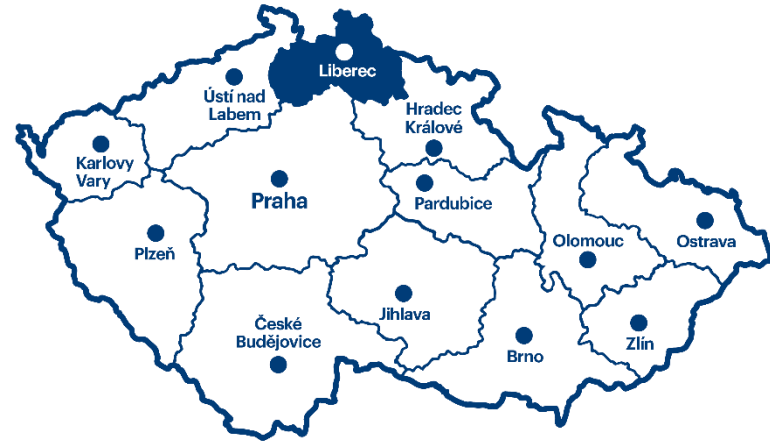 Liberec
Ústí nad
Labem
Hradec
Králové
Karlovy
Vary
Praha
Pardubice
Plzeň
Olomouc
Ostrava
Jihlava
České
Budějovice
Brno
Zlín